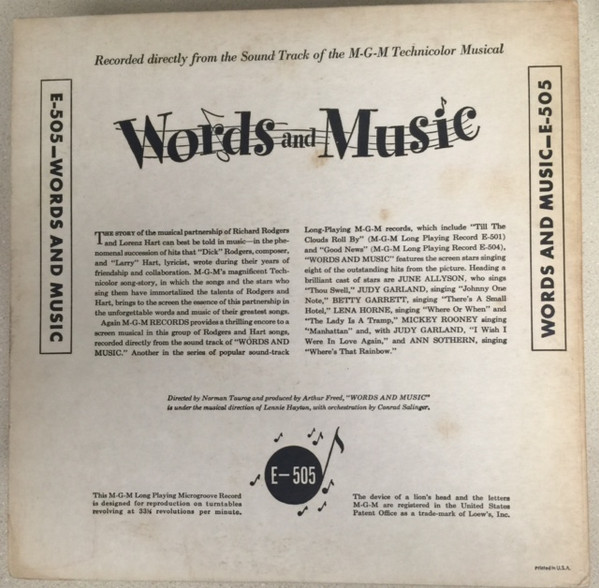 Recorded directly from the Sound Track of the M-G-M Technicolor Musical
E-505—WORDS AND MUSIC
Words and Music
WORDS AND MUSIC—E-505
THE STORY of the musical partnership of Richard Rodgers
and Lorenz Hart can best be told in music—in the phe-
nomenal succession of hits that "Dick" Rodgers, composer,
and "Larry" Hart, lyricist, wrote during their years of
friendship and collaboration. M-G-M's magnificent Tech-
nicolor song-story, in which the songs and the stars who
sing them have immortalized the talents of Rodgers and
Hart, brings to the screen the essence of this partnership in
the unforgettable words and music of their greatest songs.
Again M-G-M RECORDS provides a thrilling encore to a
screen musical in this group of Rodgers and Hart songs,
recorded directly from the sound track of "WORDS AND
MUSIC." Another in the series of popular sound-track
Long-Playing M-G-M records, which include "Till The
Clouds Roll By" (M-G-M Long Playing Record E-501)
and "Good News" (M-G-M Long Playing Record E-504),
"WORDS AND MUSIC" features the screen stars singing
eight of the outstanding hits from the picture. Heading a
brilliant cast of stars are JUNE ALLYSON, who sings
"Thou Swell," JUDY GARLAND, singing "Johnny One
Note," BETTY GARRETT, singing "There's A Small
Hotel," LENA HORNE, singing "Where Or When" and
"The Lady Is A Tramp," MICKEY ROONEY singing
"Manhattan" and, with JUDY GARLAND, "I Wish I
Were In Love Again," and ANN SOTHERN, singing
"Where's That Rainbow."
Directed by Norman Taurog and produced by Arthur Freed, "WORDS AND MUSIC"
is under the musical direction of Lennie Hayton, with orchestration by Conrad Salinger.
E-505
This M-G-M Long Playing Microgroove Record
is designed for reproduction on turntables
revolving at 33⅓ revolutions per minute.
The device of a lion's head and the letters
M-G-M are registered in the United States
Patent Office as a trade-mark of Loew's, Inc.
Printed in U.S.A.